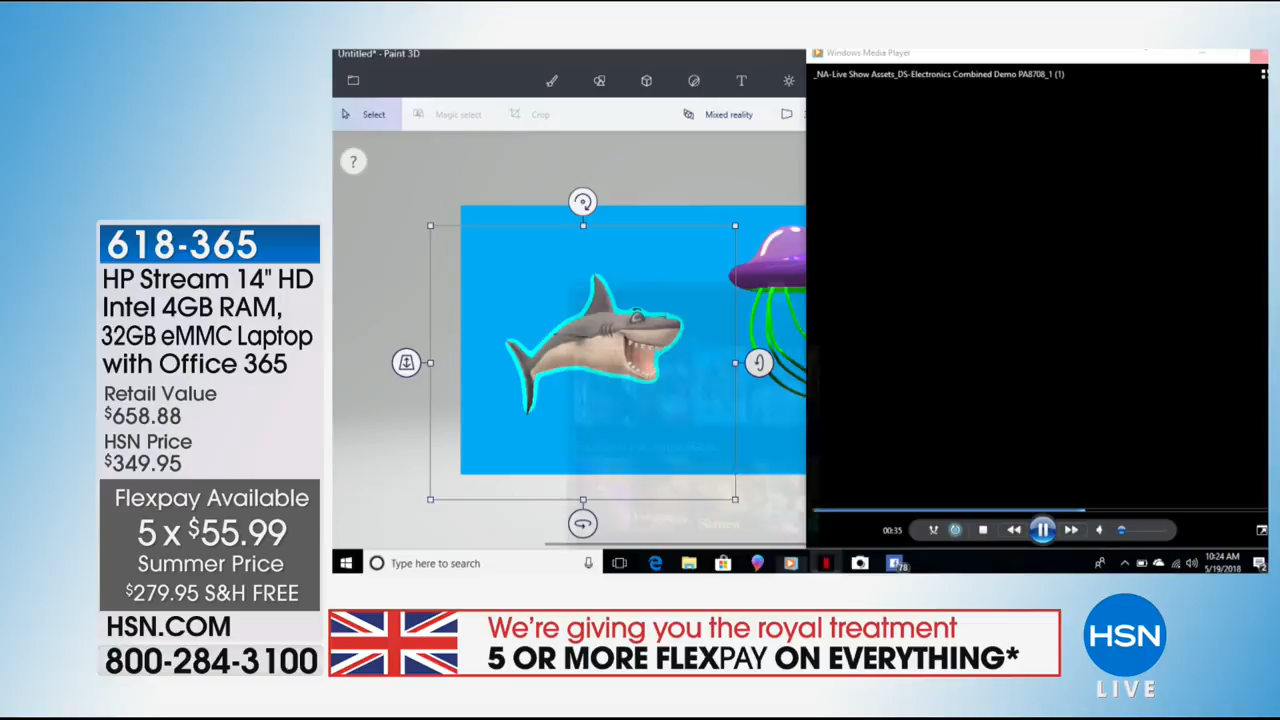 618-365
HP Stream 14" HD
Intel 4GB RAM,
32GB eMMC Laptop
with Office 365
Retail Value
$658.88
HSN Price
$349.95
Flexpay Available
5 x $55.99
Summer Price
$279.95 S&H FREE
HSN.COM
800-284-3100
Untitled* - Paint 3D
Select
Magic select
Crop
Mixed reality
?
Windows Media Player
_NA-Live Show Assets_DS-Electronics Combined Demo PA8708_1 (1)
00:35
Type here to search
78
10:24 AM
5/19/2018
2
We're giving you the royal treatment
5 OR MORE FLEXPAY ON EVERYTHING*
HSN
LIVE